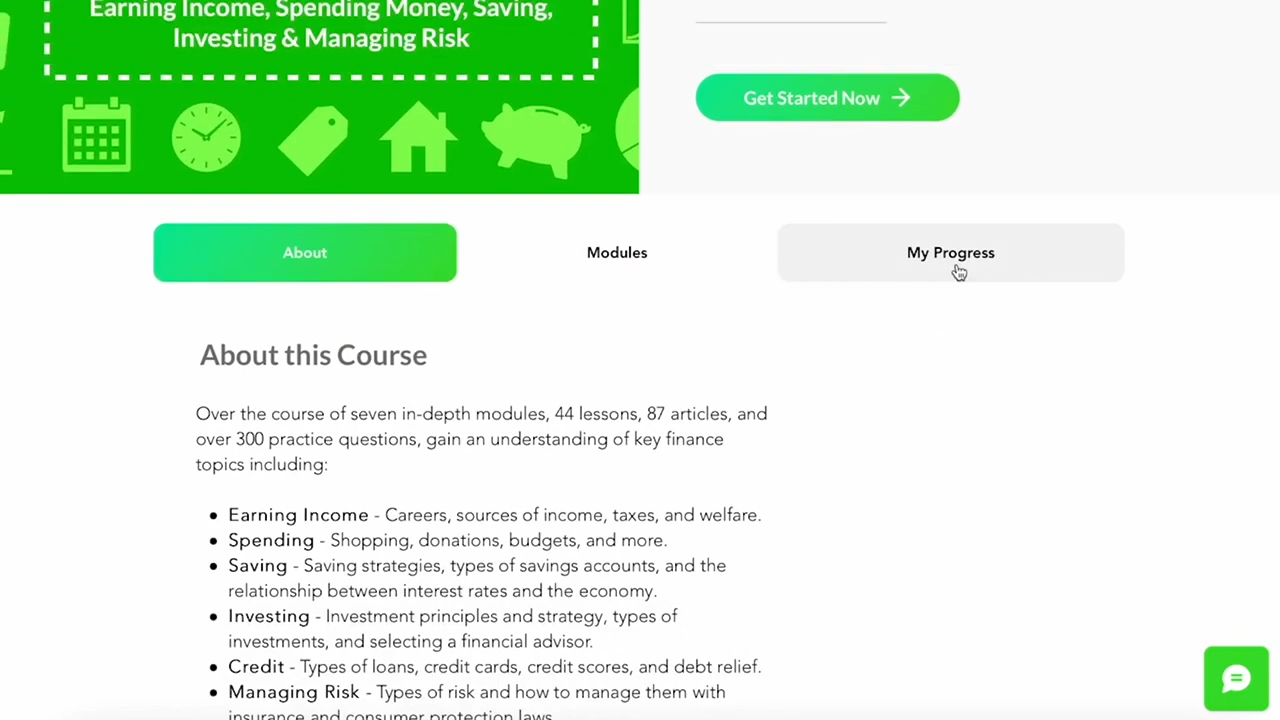 Earning Income, Spending Money, Saving,
Investing & Managing Risk
Get Started Now
About
Modules
My Progress
About this Course
Over the course of seven in-depth modules, 44 lessons, 87 articles, and
over 300 practice questions, gain an understanding of key finance
topics including:
Earning Income - Careers, sources of income, taxes, and welfare.
Spending - Shopping, donations, budgets, and more.
Saving - Saving strategies, types of savings accounts, and the
relationship between interest rates and the economy.
Investing - Investment principles and strategy, types of
investments, and selecting a financial advisor.
Credit - Types of loans, credit cards, credit scores, and debt relief.
Managing Risk - Types of risk and how to manage them with
insurance and consumer protection laws.